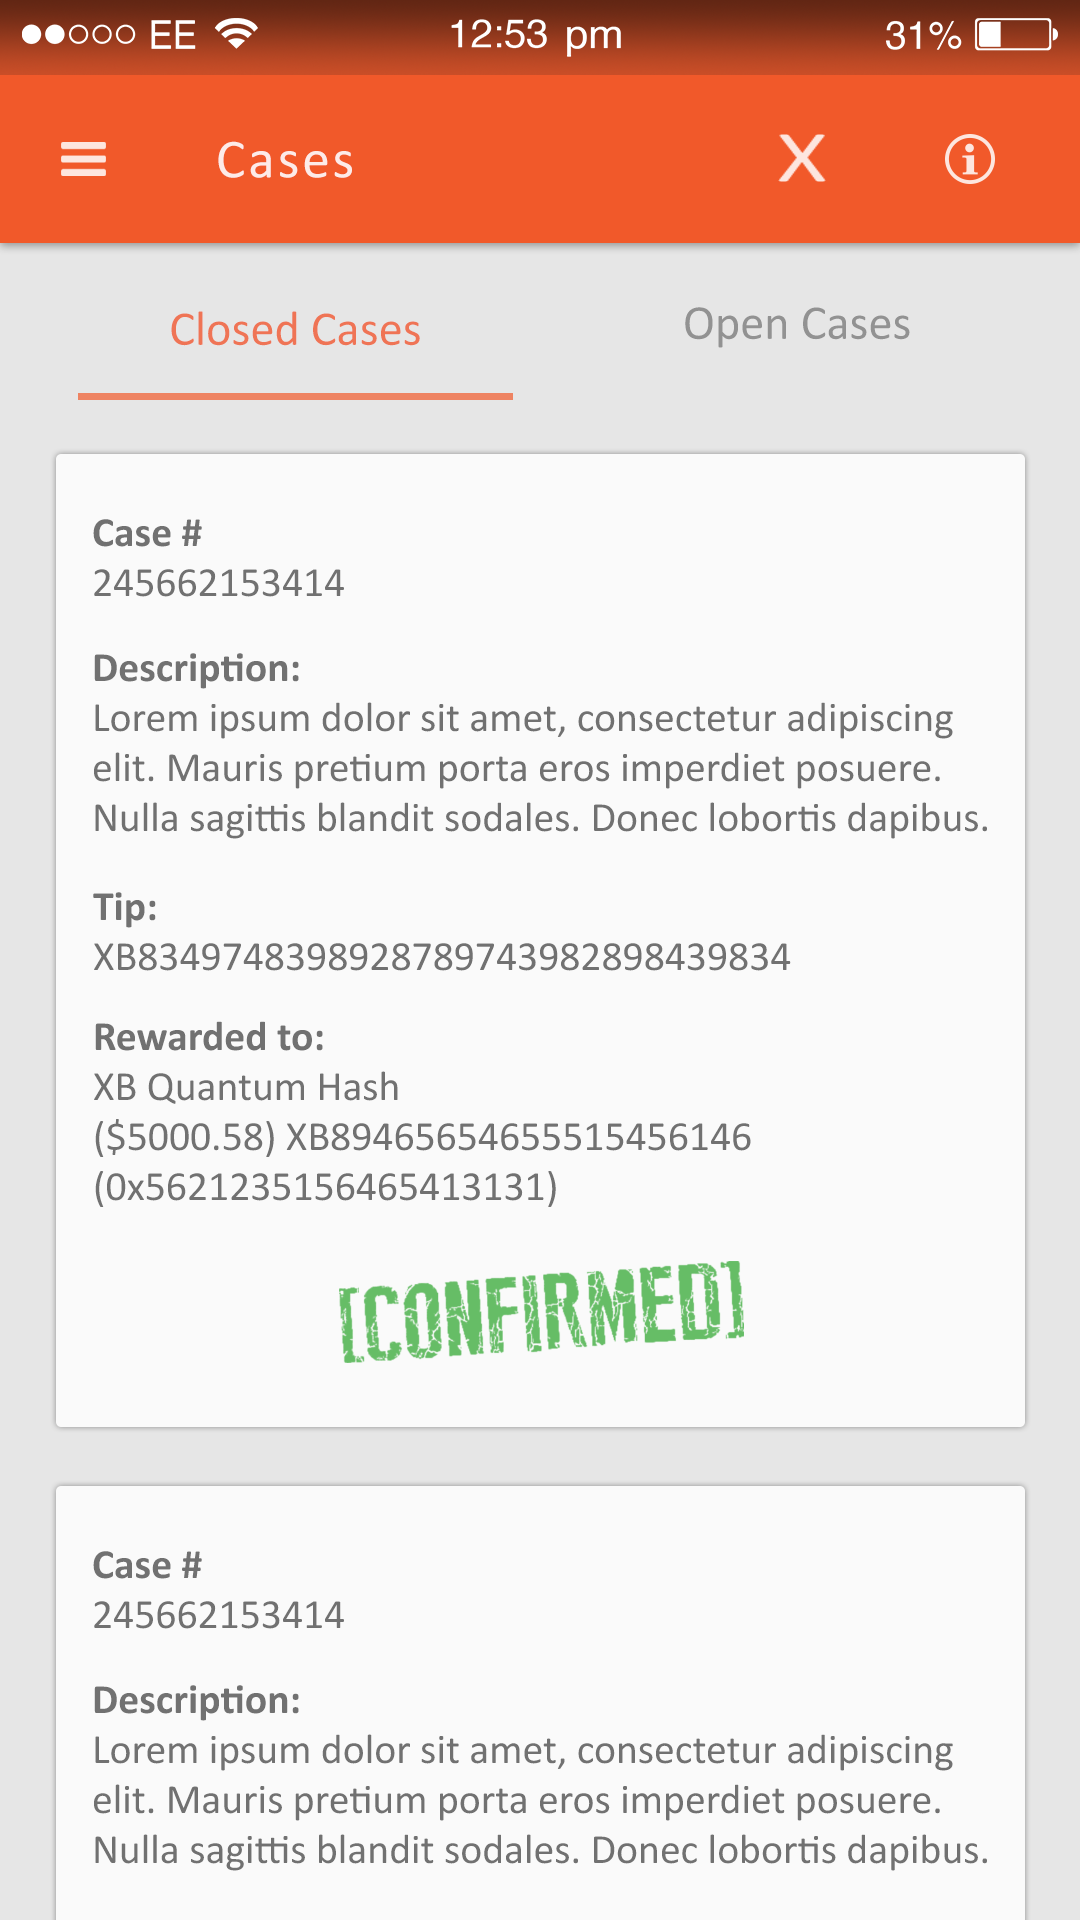 EE 12:53 pm 31%
Cases X
Closed Cases Open Cases
Case #
245662153414
Description:
Lorem ipsum dolor sit amet, consectetur adipiscing
elit. Mauris pretium porta eros imperdiet posuere.
Nulla sagittis blandit sodales. Donec lobortis dapibus.
Tip:
XB8349748398928789743982898439834
Rewarded to:
XB Quantum Hash
($5000.58) XB89465654655515456146
(0x5621235156465413131)
[CONFIRMED]
Case #
245662153414
Description:
Lorem ipsum dolor sit amet, consectetur adipiscing
elit. Mauris pretium porta eros imperdiet posuere.
Nulla sagittis blandit sodales. Donec lobortis dapibus.